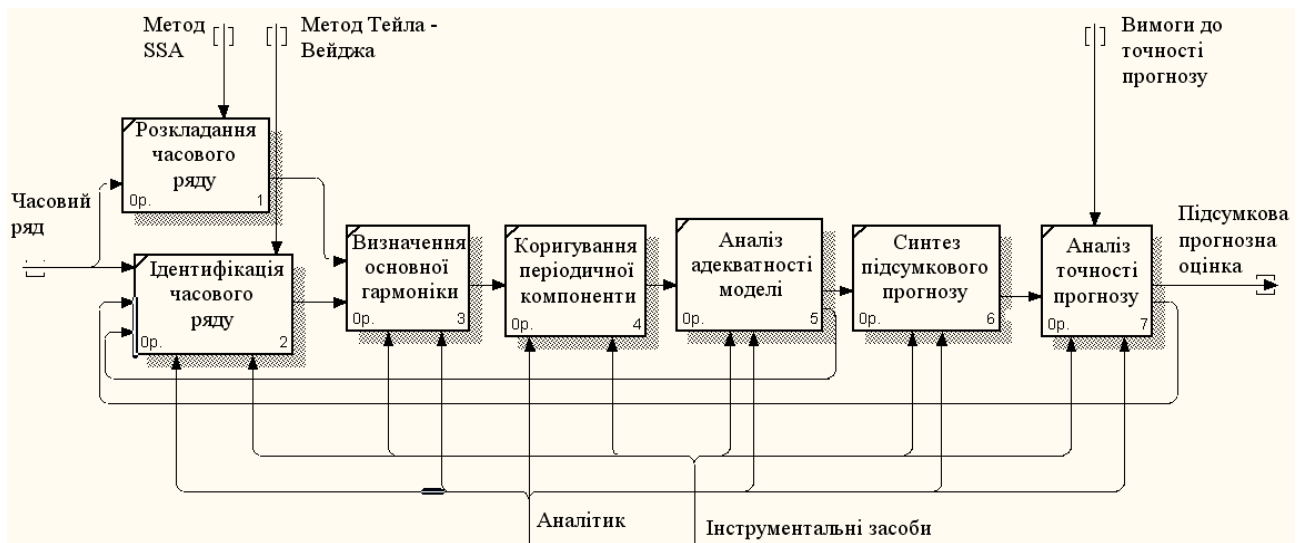 Метод
SSA
Метод Тейла -
Вейджа
Вимоги до
точності
прогнозу
Розкладання
часового
ряду
0р.
1
Часовий
ряд
Ідентифікація
часового
ряду
0р.
2
Визначення
основної
гармоніки
0р.
3
Коригування
періодичної
компоненти
0р.
4
Аналіз
адекватності
моделі
0р.
5
Синтез
підсумкового
прогнозу
0р.
6
Аналіз
точності
прогнозу
0р.
7
Підсумкова
прогнозна
оцінка
Аналітик
Інструментальні засоби